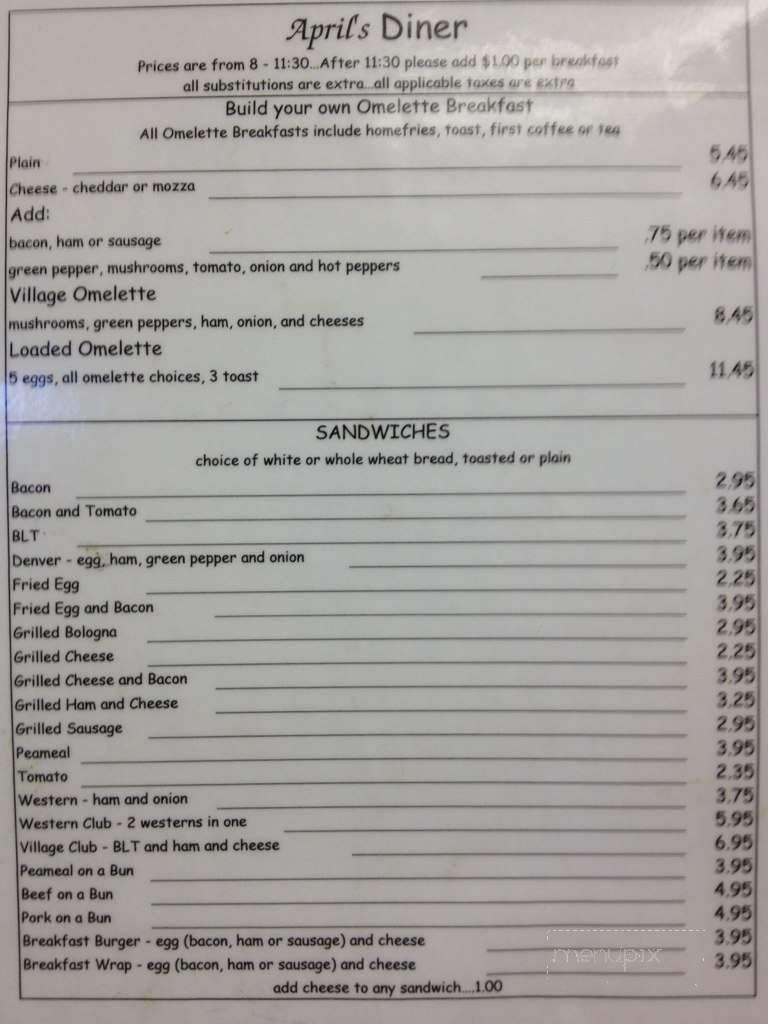 April's Diner
Prices are from 8 - 11:30...After 11:30 please add $1.00 per breakfast
all substitutions are extra...all applicable taxes are extra
Build your own Omelette Breakfast
All Omelette Breakfasts include homefries, toast, first coffee or tea
Plain 5.45
Cheese - cheddar or mozza 6.45
Add:
bacon, ham or sausage .75 per item
green pepper, mushrooms, tomato, onion and hot peppers .50 per item
Village Omelette
mushrooms, green peppers, ham, onion, and cheeses 8.45
Loaded Omelette
5 eggs, all omelette choices, 3 toast 11.45
SANDWICHES
choice of white or whole wheat bread, toasted or plain
Bacon 2.95
Bacon and Tomato 3.65
BLT 3.75
Denver - egg, ham, green pepper and onion 3.95
Fried Egg 2.25
Fried Egg and Bacon 3.95
Grilled Bologna 2.95
Grilled Cheese 2.25
Grilled Cheese and Bacon 3.95
Grilled Ham and Cheese 3.25
Grilled Sausage 2.95
Peameal 3.95
Tomato 2.35
Western - ham and onion 3.75
Western Club - 2 westerns in one 5.95
Village Club - BLT and ham and cheese 6.95
Peameal on a Bun 3.95
Beef on a Bun 4.95
Pork on a Bun 4.95
Breakfast Burger - egg (bacon, ham or sausage) and cheese 3.95
Breakfast Wrap - egg (bacon, ham or sausage) and cheese 3.95
menupix
add cheese to any sandwich....1.00